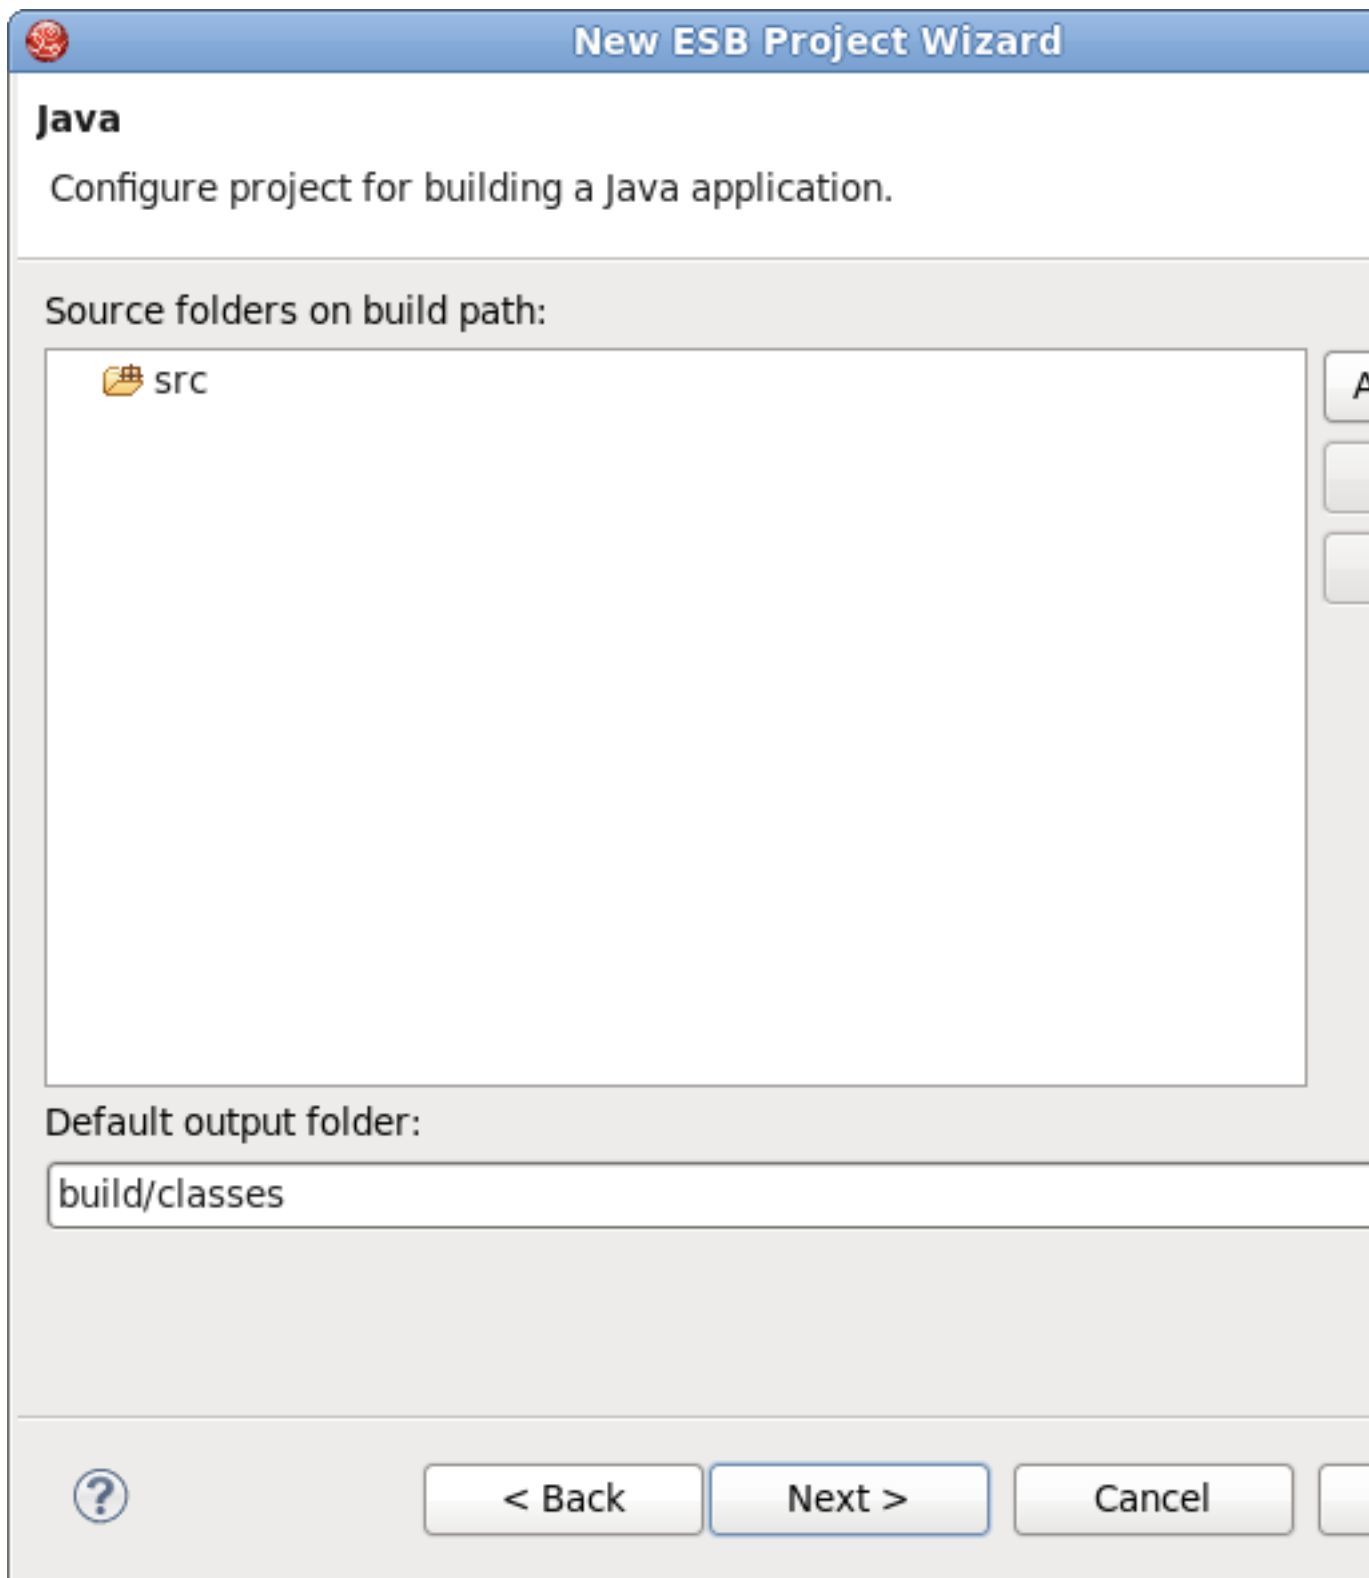 New ESB Project Wizard
Java
Configure project for building a Java application.
Source folders on build path:
src
Default output folder:
build/classes
< Back
Next >
Cancel